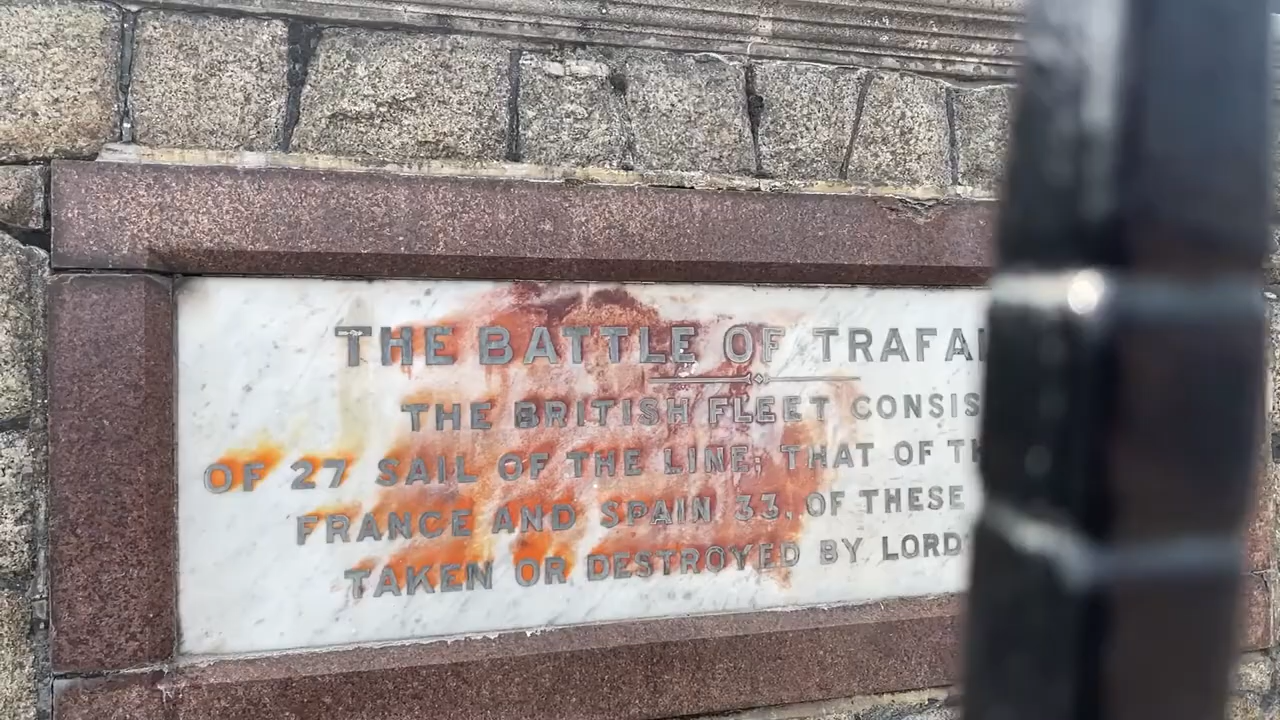 THE BATTLE OF TRAFA
THE BRITISH FLEET CONSIS
OF 27 SAIL OF THE LINE; THAT OF TH
FRANCE AND SPAIN 33, OF THESE
TAKEN OR DESTROYED BY LORD